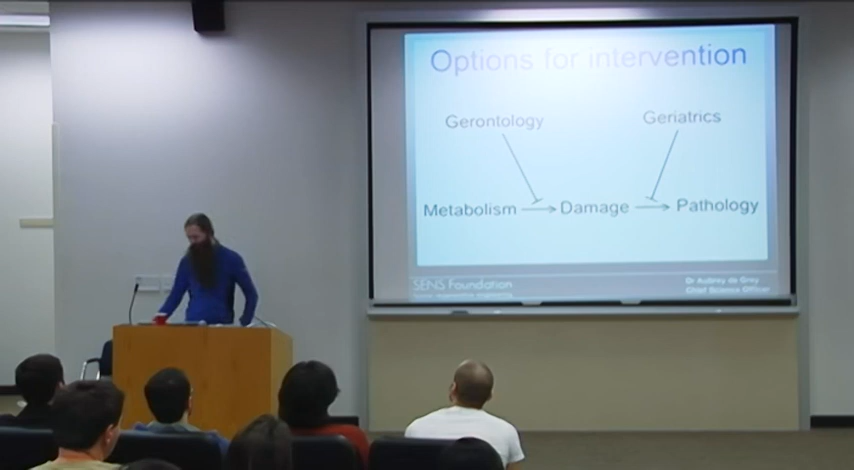 Options for intervention
Gerontology
Geriatrics
Metabolism
Damage
Pathology
SENS Foundation
Dr Aubrey de Grey
Chief Science Officer